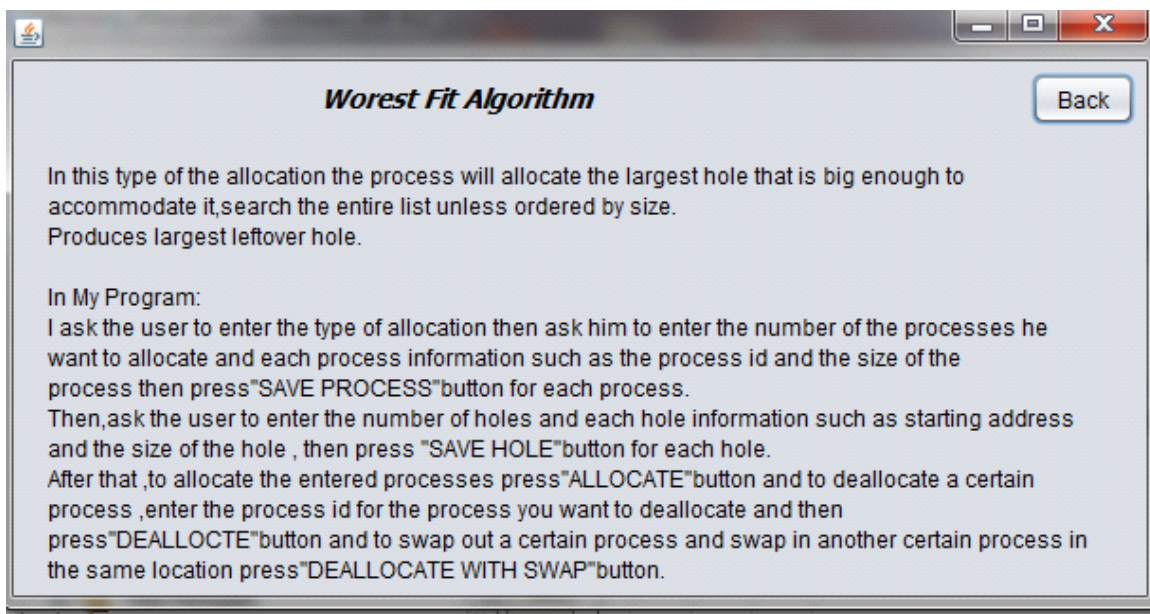 Worest Fit Algorithm
Back
In this type of the allocation the process will allocate the largest hole that is big enough to
accommodate it,search the entire list unless ordered by size.
Produces largest leftover hole.
In My Program:
I ask the user to enter the type of allocation then ask him to enter the number of the processes he
want to allocate and each process information such as the process id and the size of the
process then press"SAVE PROCESS"button for each process.
Then,ask the user to enter the number of holes and each hole information such as starting address
and the size of the hole , then press "SAVE HOLE"button for each hole.
After that ,to allocate the entered processes press"ALLOCATE"button and to deallocate a certain
process ,enter the process id for the process you want to deallocate and then
press"DEALLOCTE"button and to swap out a certain process and swap in another certain process in
the same location press"DEALLOCATE WITH SWAP"button.